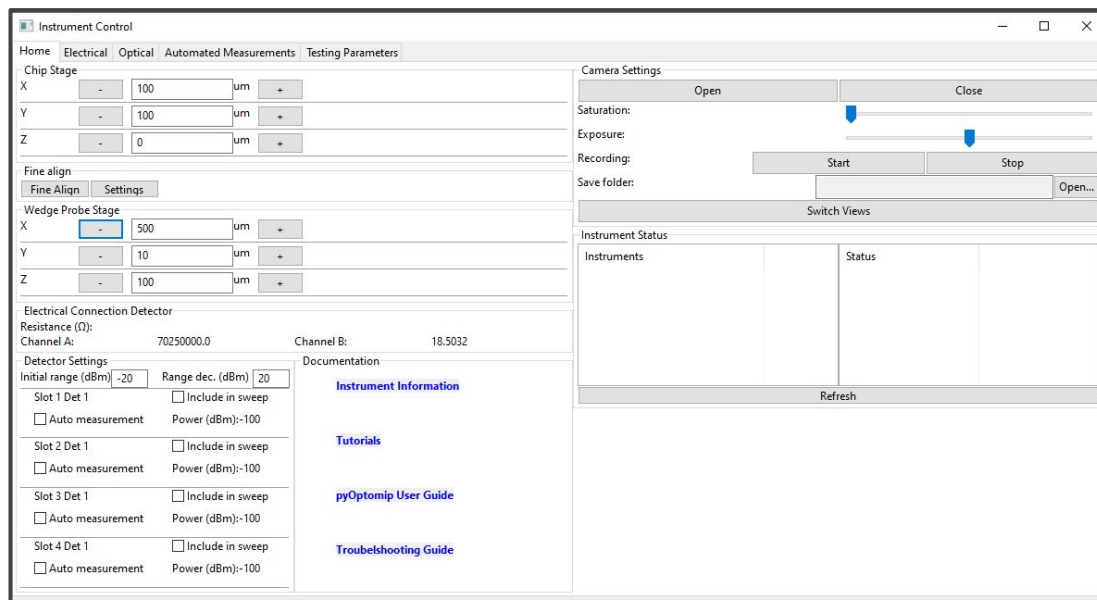 Instrument Control
Home Electrical Optical Automated Measurements Testing Parameters
Chip Stage
X - 100 um +
Y - 100 um +
Z - 0 um +
Fine align
Fine Align Settings
Wedge Probe Stage
X - 500 um +
Y - 10 um +
Z - 100 um +
Electrical Connection Detector
Resistance (Ω):
Channel A: 70250000.0 Channel B: 18.5032
Detector Settings
Initial range (dBm) -20 Range dec. (dBm) 20
Slot 1 Det 1 Include in sweep
Auto measurement Power (dBm):-100
Slot 2 Det 1 Include in sweep
Auto measurement Power (dBm):-100
Slot 3 Det 1 Include in sweep
Auto measurement Power (dBm):-100
Slot 4 Det 1 Include in sweep
Auto measurement Power (dBm):-100
Documentation
Instrument Information
Tutorials
pyOptomip User Guide
Troubelshooting Guide
Camera Settings
Open Close
Saturation:
Exposure:
Recording: Start Stop
Save folder: Open...
Switch Views
Instrument Status
Instruments Status
Refresh